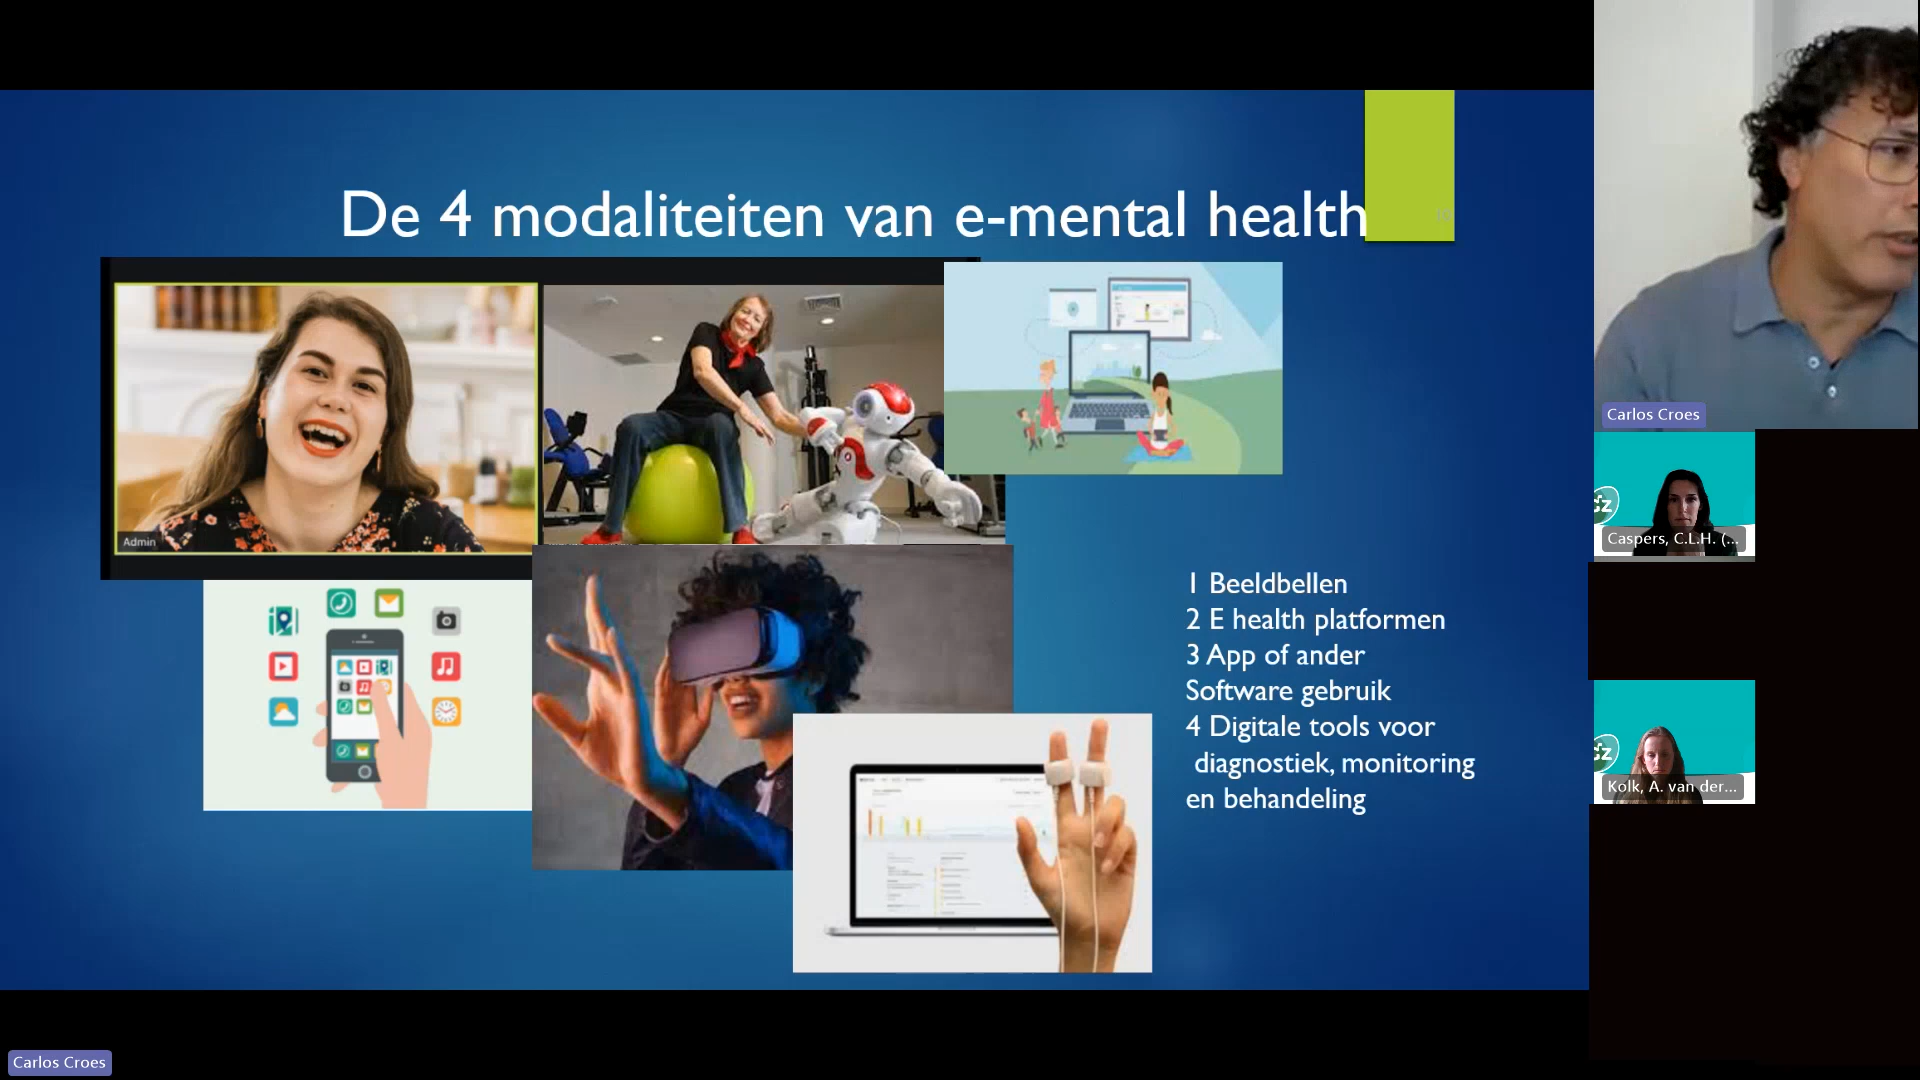 De 4 modaliteiten van e-mental health
Admin
1 Beeldbellen
2 E health platformen
3 App of ander
Software gebruik
4 Digitale tools voor
diagnostiek, monitoring
en behandeling
Carlos Croes
Caspers, C.L.H. (...
Kolk, A. van der...
Carlos Croes